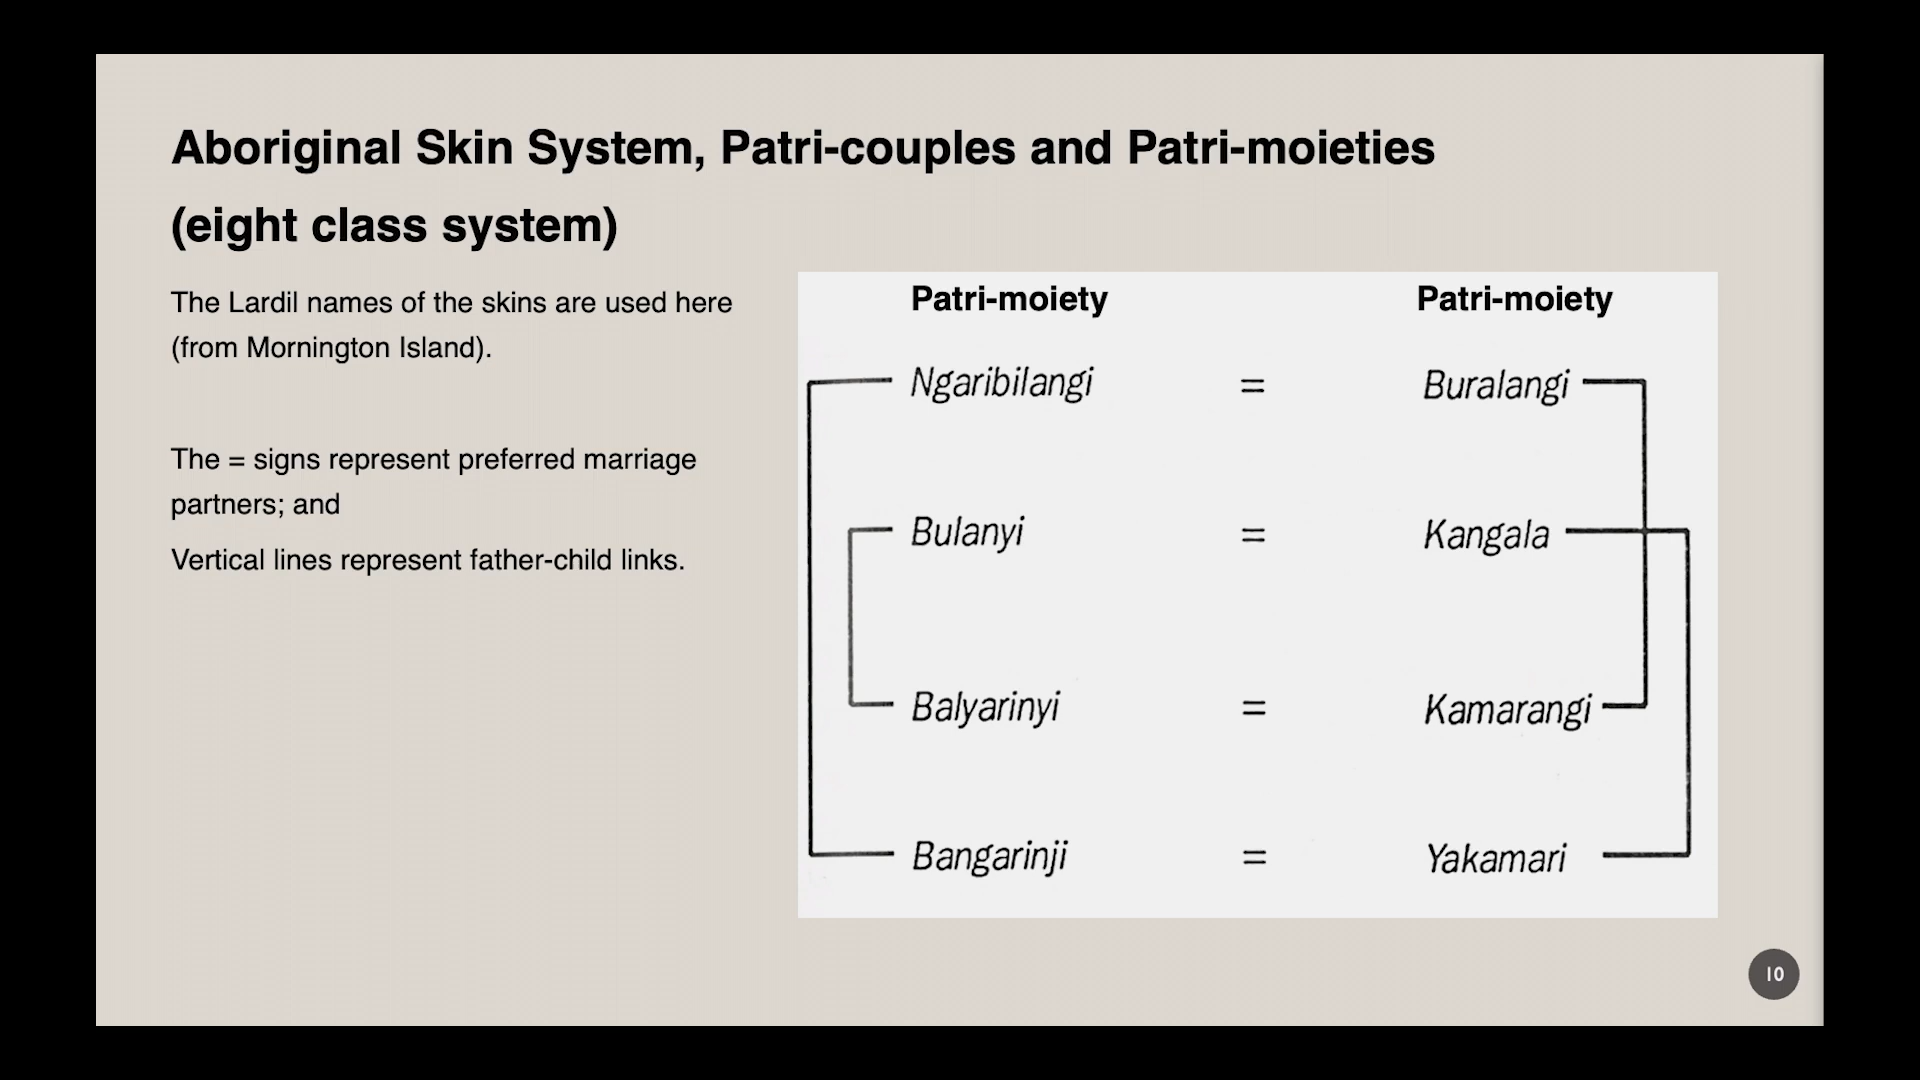 Aboriginal Skin System, Patri-couples and Patri-moieties
(eight class system)
The Lardil names of the skins are used here
(from Mornington Island).
The = signs represent preferred marriage
partners; and
Vertical lines represent father-child links.
Patri-moiety Patri-moiety
Ngaribilangi = Buralangi
Bulanyi = Kangala
Balyarinyi = Kamarangi
Bangarinji = Yakamari
10